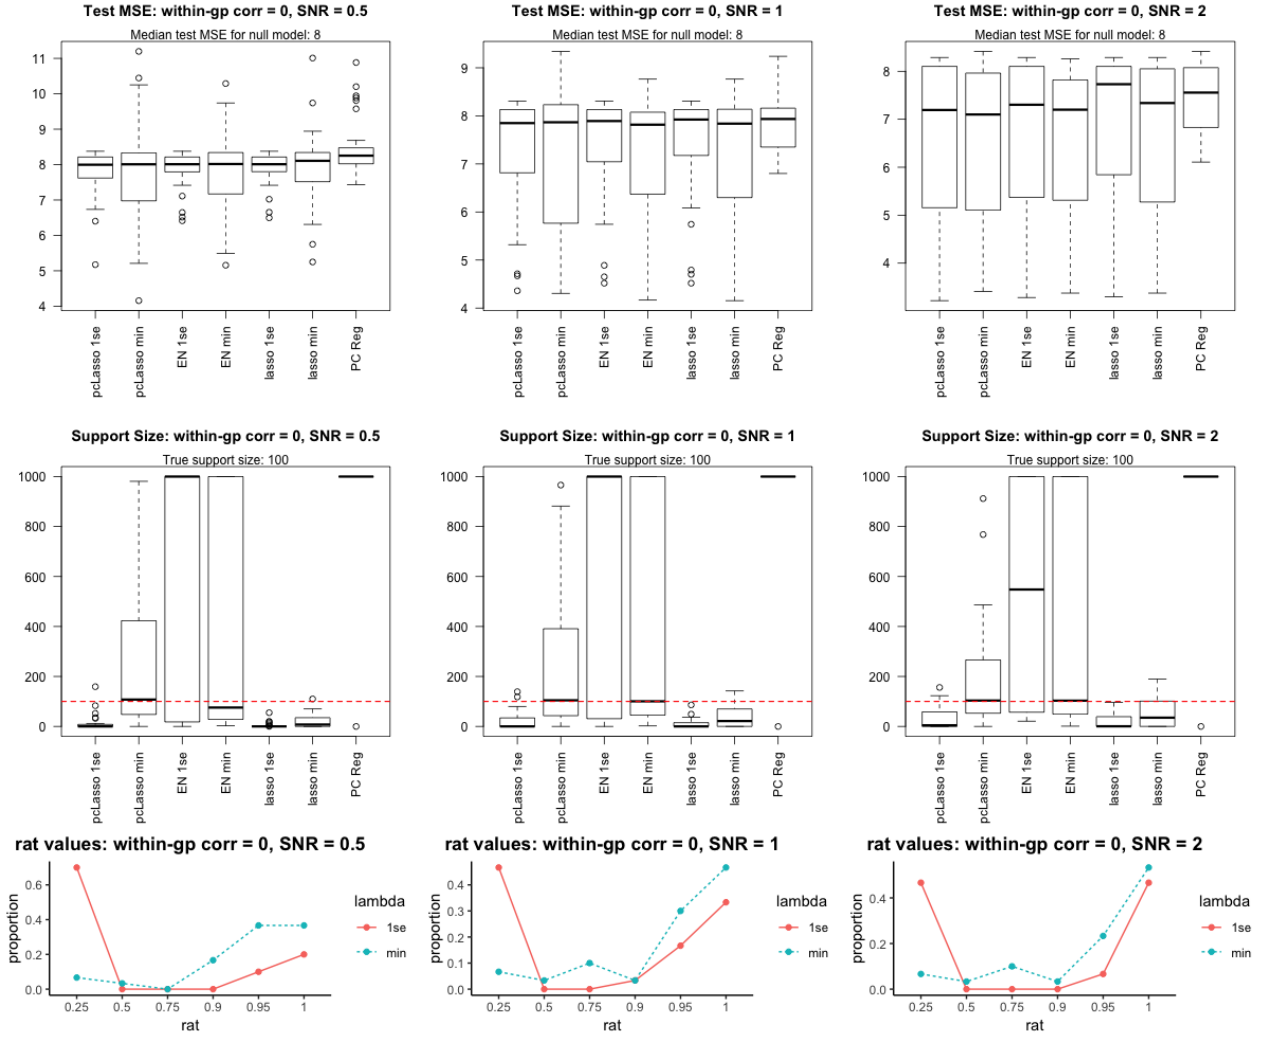 Test MSE: within-gp corr = 0, SNR = 0.5
Median test MSE for null model: 8
11
10
9
8
7
6
5
4
pcLasso 1se
pcLasso min
EN 1se
EN min
lasso 1se
lasso min
PC Reg
Test MSE: within-gp corr = 0, SNR = 1
Median test MSE for null model: 8
9
8
7
6
5
4
pcLasso 1se
pcLasso min
EN 1se
EN min
lasso 1se
lasso min
PC Reg
Test MSE: within-gp corr = 0, SNR = 2
Median test MSE for null model: 8
8
7
6
5
4
pcLasso 1se
pcLasso min
EN 1se
EN min
lasso 1se
lasso min
PC Reg
Support Size: within-gp corr = 0, SNR = 0.5
True support size: 100
1000
800
600
400
200
0
pcLasso 1se
pcLasso min
EN 1se
EN min
lasso 1se
lasso min
PC Reg
Support Size: within-gp corr = 0, SNR = 1
True support size: 100
1000
800
600
400
200
0
pcLasso 1se
pcLasso min
EN 1se
EN min
lasso 1se
lasso min
PC Reg
Support Size: within-gp corr = 0, SNR = 2
True support size: 100
1000
800
600
400
200
0
pcLasso 1se
pcLasso min
EN 1se
EN min
lasso 1se
lasso min
PC Reg
rat values: within-gp corr = 0, SNR = 0.5
proportion
0.6
0.4
0.2
0.0
0.25 0.5 0.75 0.9 0.95 1
rat
lambda
1se
min
rat values: within-gp corr = 0, SNR = 1
proportion
0.4
0.3
0.2
0.1
0.0
0.25 0.5 0.75 0.9 0.95 1
rat
lambda
1se
min
rat values: within-gp corr = 0, SNR = 2
proportion
0.4
0.2
0.0
0.25 0.5 0.75 0.9 0.95 1
rat
lambda
1se
min